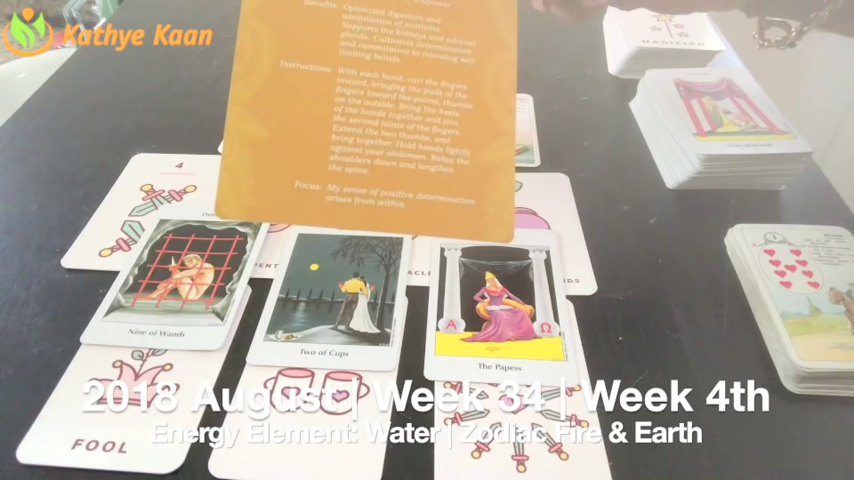 Kathye Kaan
Benefits: Optimized digestion and
assimilation of nutrients.
Supports the kidneys and adrenal
glands. Cultivates determination
and commitment to releasing self-
limiting beliefs.
Instructions: With each hand, curl the fingers
inward, bringing the pads of the
fingers toward the palms, thumbs
on the outside. Bring the heels
of the hands together and join
the second joints of the fingers.
Extend the two thumbs, and
bring together. Hold hands lightly
against your abdomen. Relax the
shoulders down and lengthen
the spine.
Focus: My sense of positive determination
arises from within
MAGICIAN
4
Nine of Wands
Two of Cups
A
Ω
The Papess
1
FOOL
2018 August | Week 34 | Week 4th
Energy Element: Water | Zodiac Fire & Earth